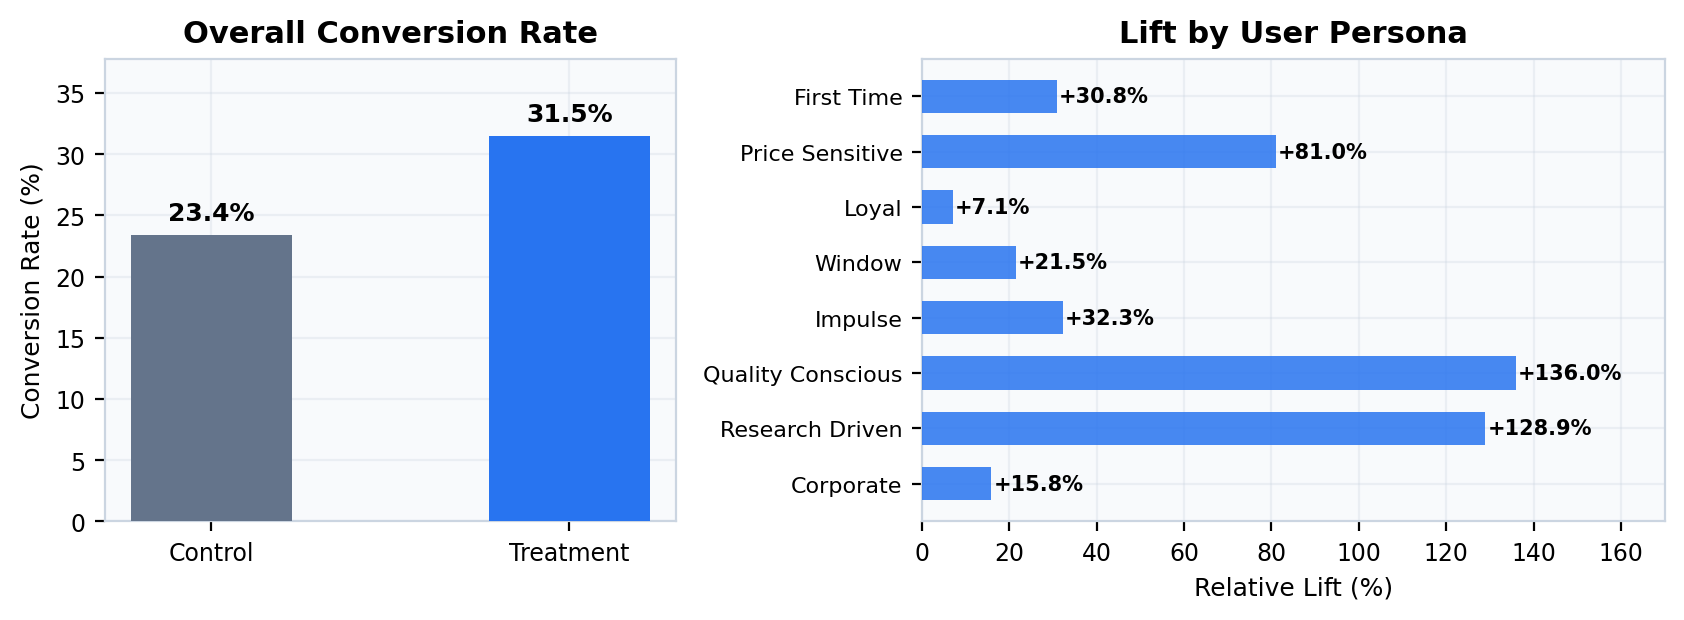 Overall Conversion Rate
Conversion Rate (%)
35
30
25
20
15
10
5
0
23.4%
31.5%
Control
Treatment
Lift by User Persona
First Time
+30.8%
Price Sensitive
+81.0%
Loyal
+7.1%
Window
+21.5%
Impulse
+32.3%
Quality Conscious
+136.0%
Research Driven
+128.9%
Corporate
+15.8%
0 20 40 60 80 100 120 140 160
Relative Lift (%)